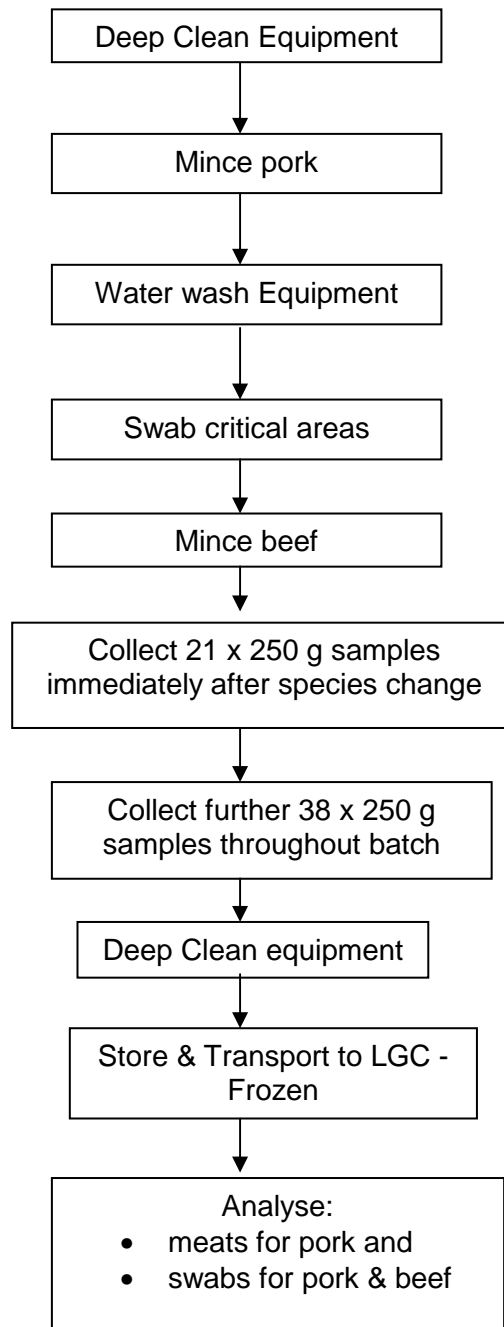 Deep Clean Equipment
Mince pork
Water wash Equipment
Swab critical areas
Mince beef
Collect 21 x 250 g samples
immediately after species change
Collect further 38 x 250 g
samples throughout batch
Deep Clean equipment
Store & Transport to LGC -
Frozen
Analyse:
• meats for pork and
• swabs for pork & beef